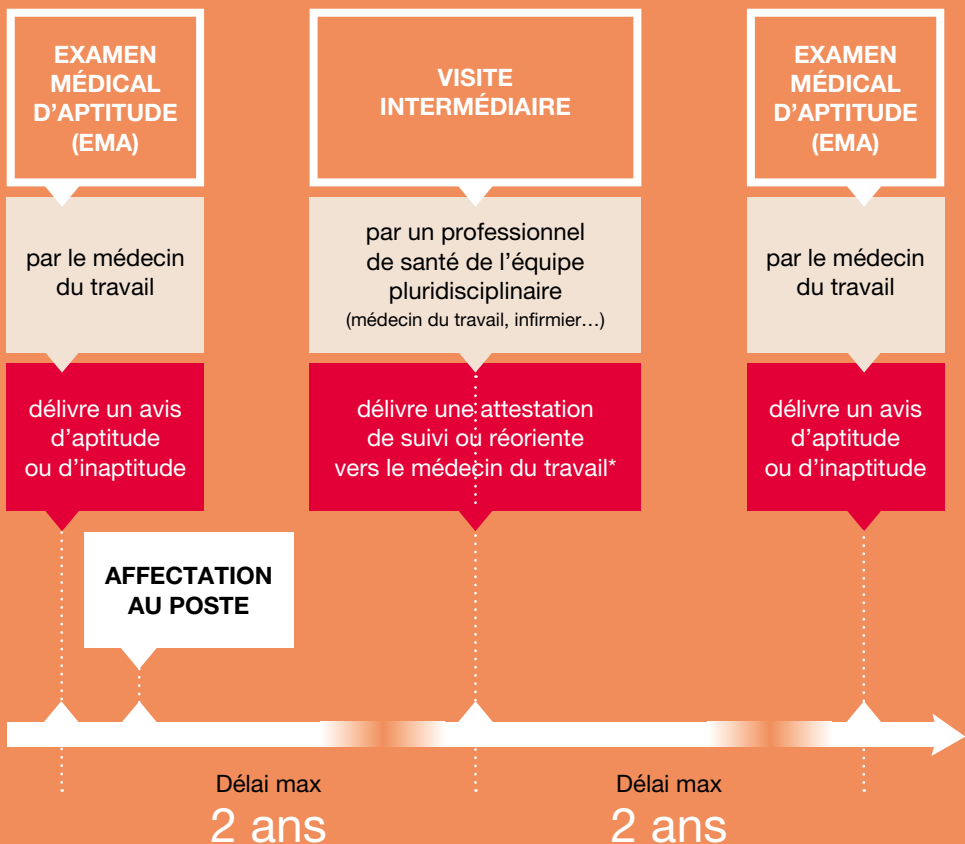 EXAMEN
MÉDICAL
D'APTITUDE
(EMA)
par le médecin
du travail
délivre un avis
d'aptitude
ou d'inaptitude
AFFECTATION
AU POSTE
VISITE
INTERMÉDIAIRE
par un professionnel
de santé de l'équipe
pluridisciplinaire
(médecin du travail, infirmier…)
délivre une attestation
de suivi ou réoriente
vers le médecin du travail*
EXAMEN
MÉDICAL
D'APTITUDE
(EMA)
par le médecin
du travail
délivre un avis
d'aptitude
ou d'inaptitude
Délai max
2 ans
Délai max
2 ans